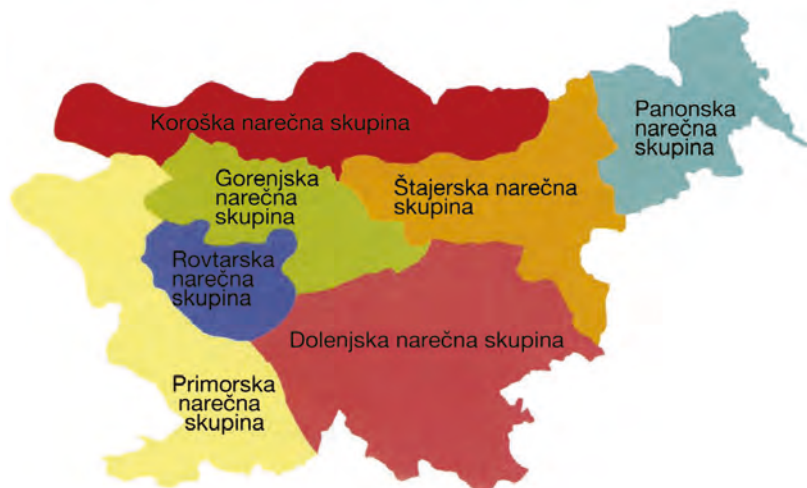 Koroška narečna skupina
Panonska
narečna
skupina
Gorenjska
narečna
skupina
Štajerska narečna
skupina
Rovtarska
narečna
skupina
Dolenjska narečna skupina
Primorska
narečna
skupina